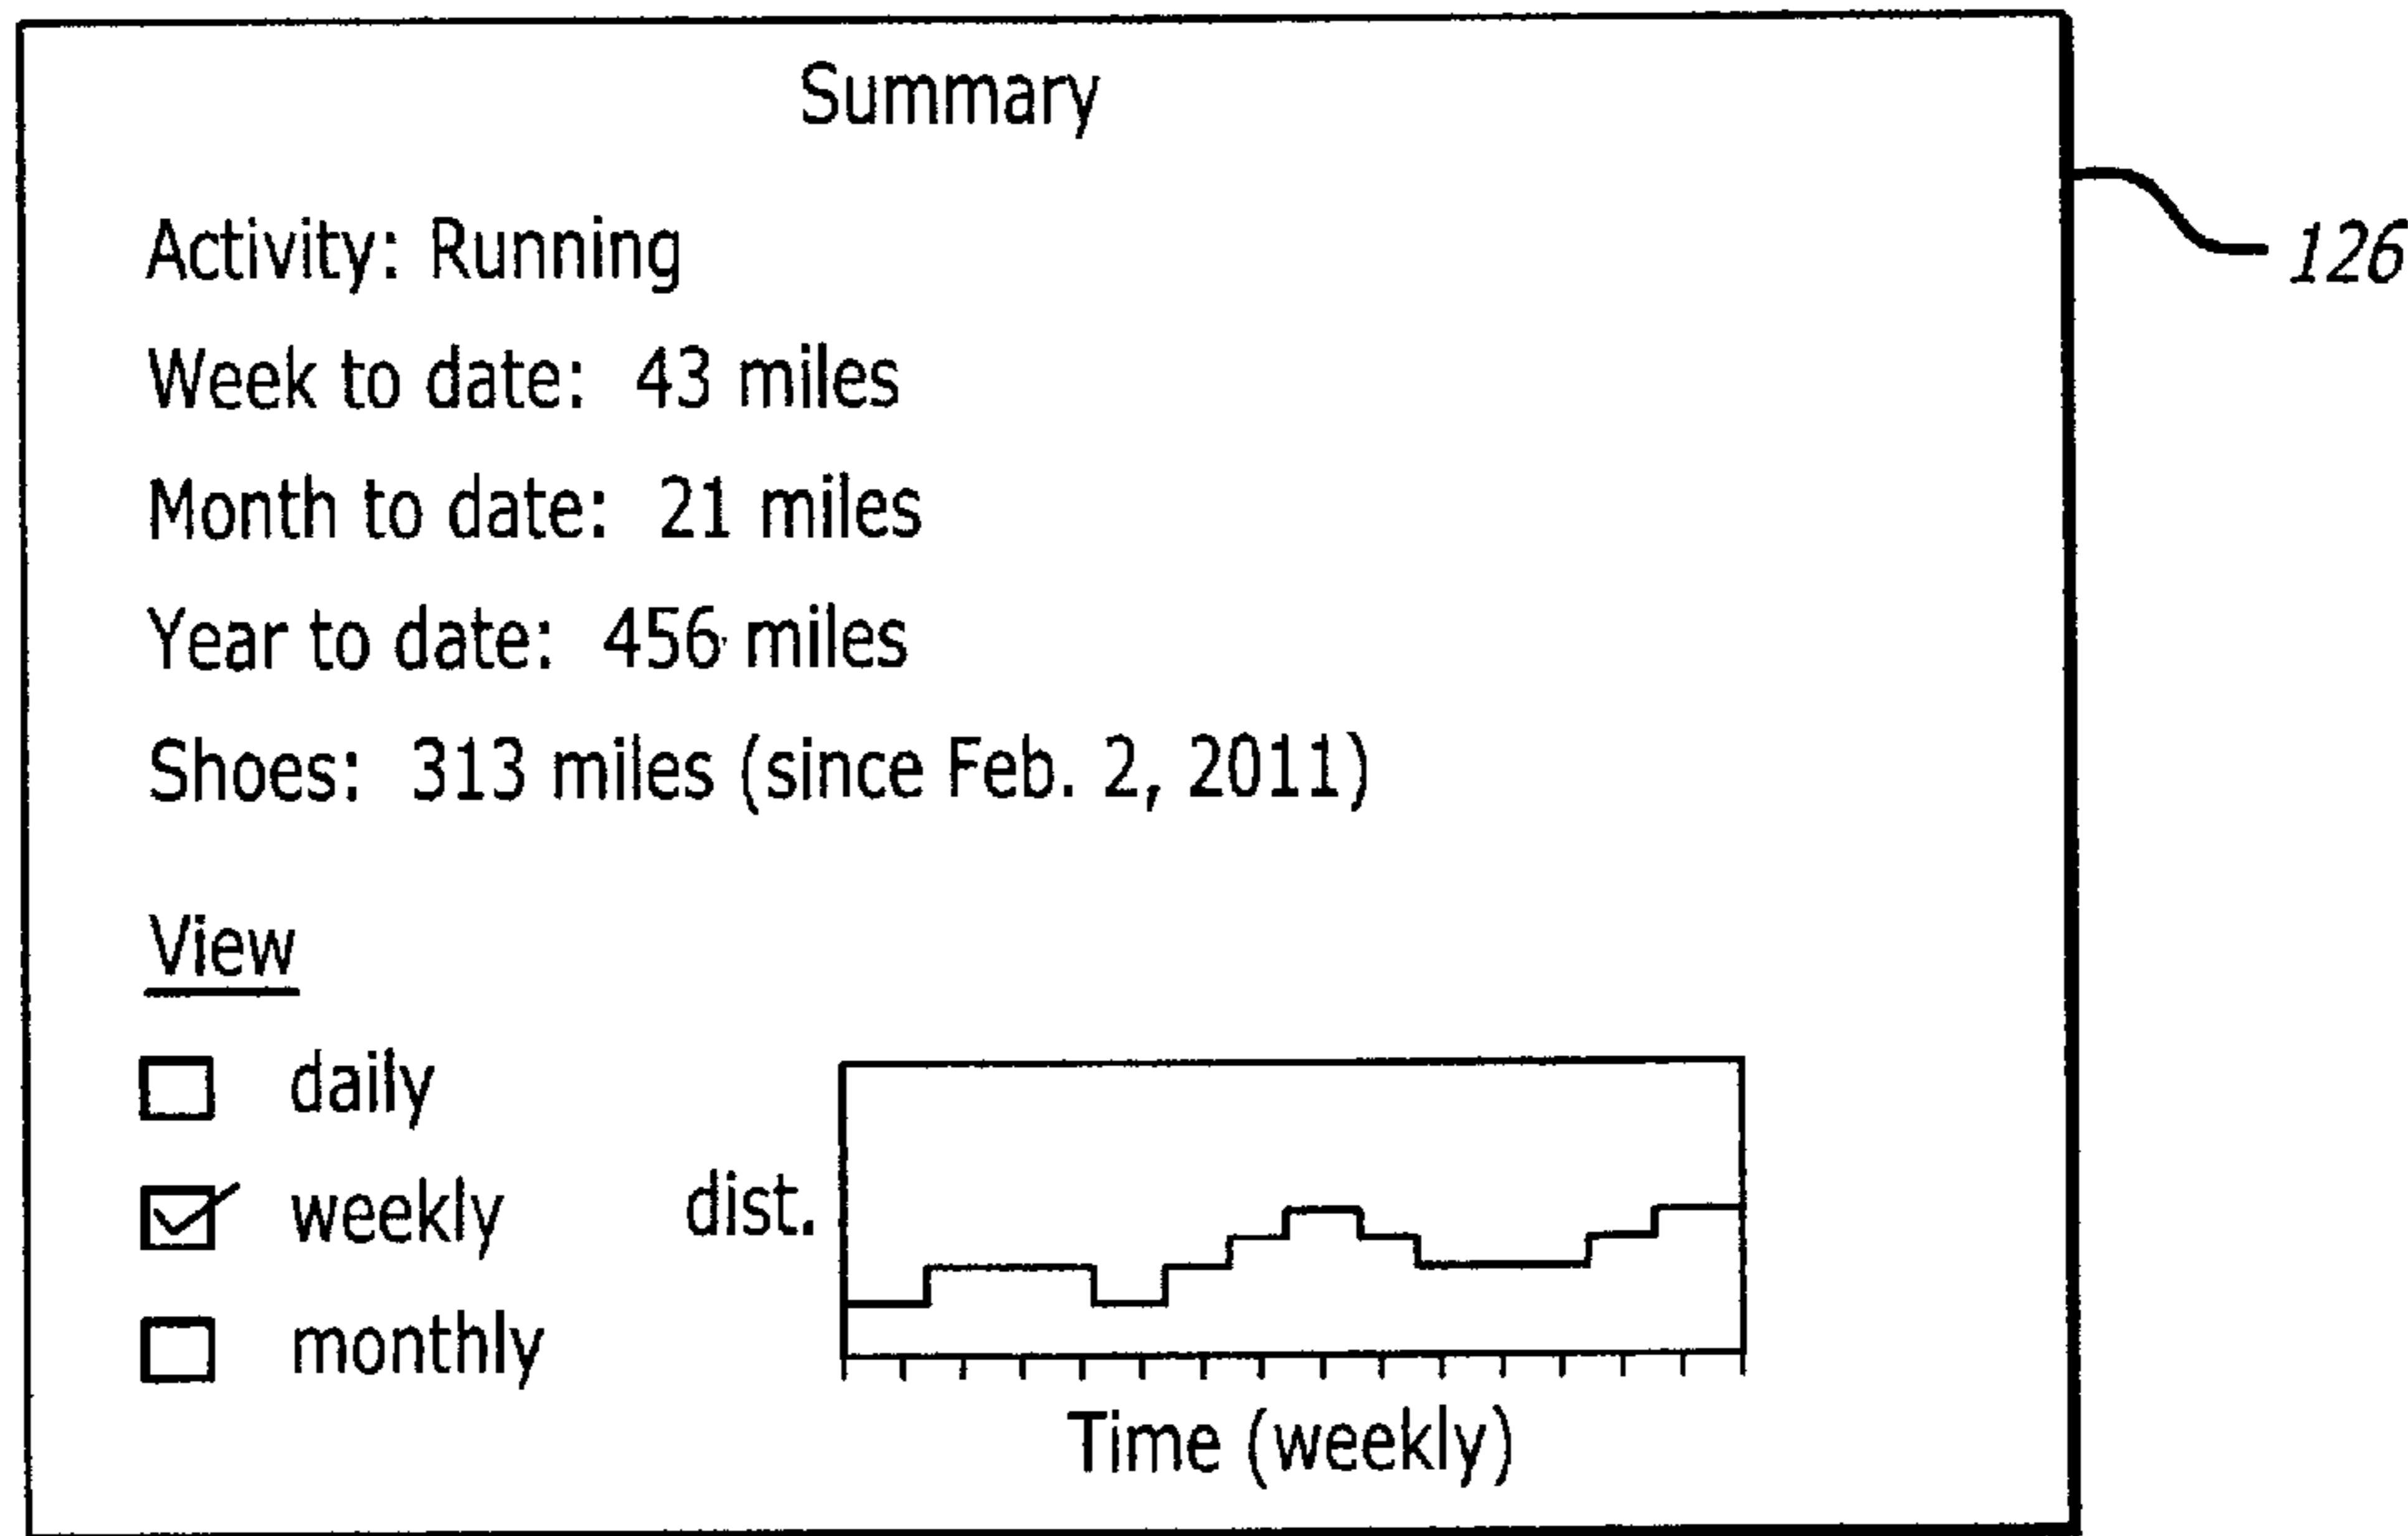 Summary
126
Activity: Running
Week to date: 43 miles
Month to date: 21 miles
Year to date: 456 miles
Shoes: 313 miles (since Feb. 2, 2011)
View
daily
weekly
monthly
dist.
Time (weekly)